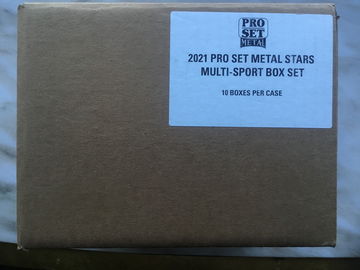 PRO
SET
METAL
2021 PRO SET METAL STARS
MULTI-SPORT BOX SET
10 BOXES PER CASE